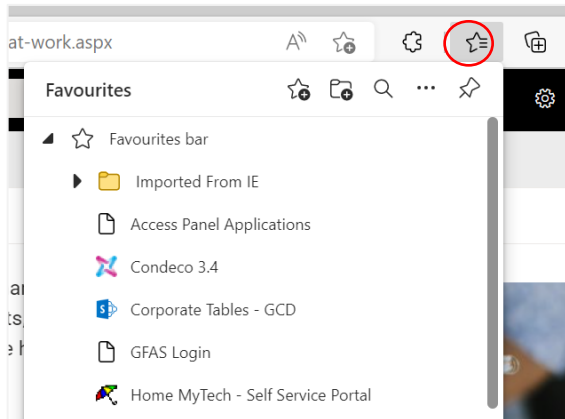 at-work.aspx
Favourites
Favourites bar
Imported From IE
Access Panel Applications
Condeco 3.4
Corporate Tables - GCD
GFAS Login
Home MyTech - Self Service Portal